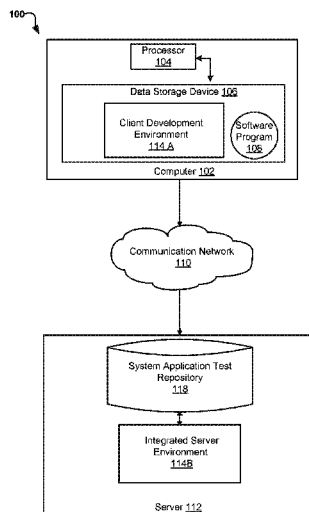 100
Processor
104
Data Storage Device 106
Client Development
Environment
114 A
Software
Program
108
Computer 102
Communication Network
110
System Application Test
Repository
118
Integrated Server
Environment
114B
Server 112